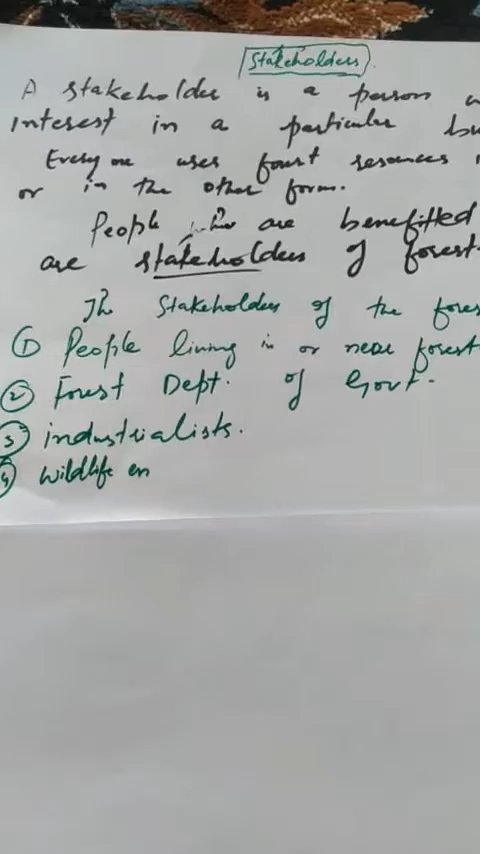 Stakeholders.
A stakeholder is a person
interest in a particular
Every one uses forest resources
or in the other form.
People who are benefitted
are stakeholders of forest
The Stakeholders of the
① People living in or near forest
② Forest Dept. of Govt.
③ industrialists.
④ Wildlife en